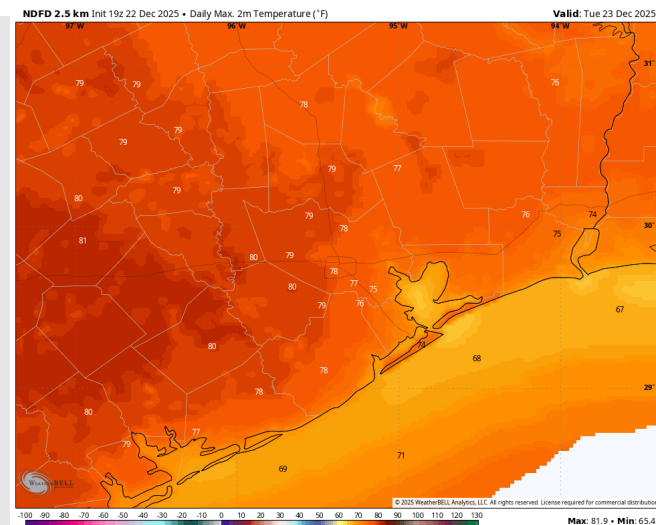 NDFD 2.5 km Init 19z 22 Dec 2025 • Daily Max. 2m Temperature (˚F) Valid: Tue 23 Dec 2025
97°W 96°W 95°W 94°W
31°
79 79 76
78
79
79
79 77
79
80
79 76 74
78 75 30°
81
80 79
78
77
80 75
79 76
67
74
80 68
78 29°
78
80
77
79
71
69
WeatherBELL
© 2025 WeatherBELL Analytics, LLC. All rights reserved. License required for commercial distribution
-100 -90 -80 -70 -60 -50 -40 -30 -20 -10 0 10 20 30 40 50 60 70 80 90 100 110 120 130
Max: 81.9 • Min: 65.4